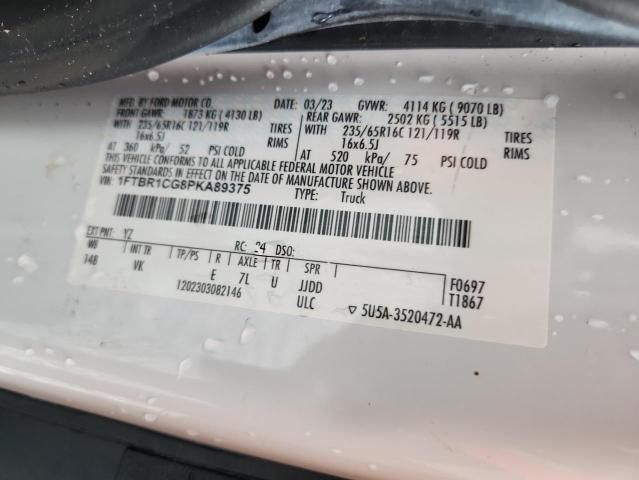 MFD. BY FORD MOTOR CO. DATE: 03/23 GVWR: 4114 KG ( 9070 LB)
FRONT GAWR: 1873 KG ( 4130 LB) REAR GAWR: 2502 KG ( 5515 LB)
WITH 235/65R16C 121/119R TIRES WITH 235/65R16C 121/119R TIRES
16x6.5J RIMS 16x6.5J RIMS
AT 360 kPa/ 52 PSI COLD AT 520 kPa/ 75 PSI COLD
THIS VEHICLE CONFORMS TO ALL APPLICABLE FEDERAL MOTOR VEHICLE
SAFETY STANDARDS IN EFFECT ON THE DATE OF MANUFACTURE SHOWN ABOVE.
VIN: 1FTBR1CG8PKA89375 TYPE: Truck
EXT PNT: YZ RC: 24 DSO:
WB INT TR TP/PS R AXLE TR SPR
148 VK E 7L U JJDD F0697
1202303082146 ULC T1867
▽ 5U5A-3520472-AA